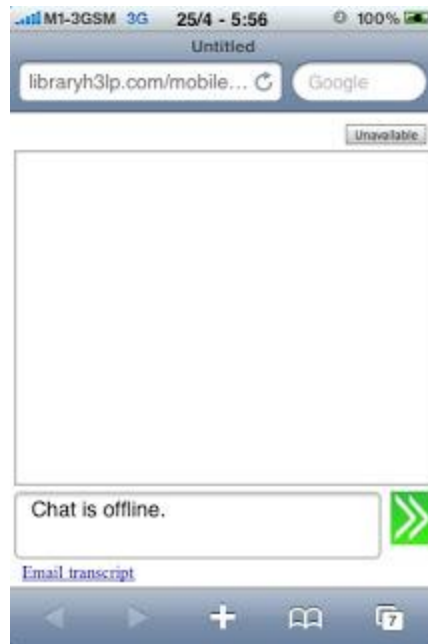 M1-3GSM 3G 25/4 - 5:56 100%
Untitled
libraryh3lp.com/mobile... Google
Unavailable
Chat is offline.
Email transcript
7